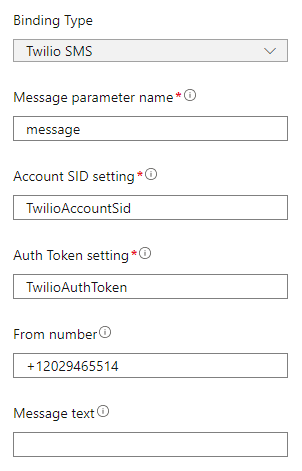 Binding Type
Twilio SMS
Message parameter name*
message
Account SID setting*
TwilioAccountSid
Auth Token setting*
TwilioAuthToken
From number
+12029465514
Message text